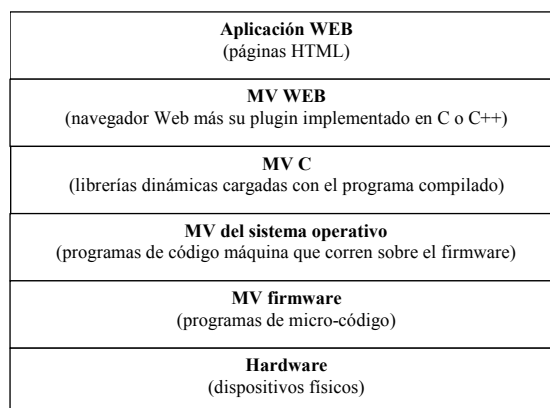 Aplicación WEB
(páginas HTML)
MV WEB
(navegador Web más su plugin implementado en C o C++)
MV C
(librerías dinámicas cargadas con el programa compilado)
MV del sistema operativo
(programas de código máquina que corren sobre el firmware)
MV firmware
(programas de micro-código)
Hardware
(dispositivos físicos)